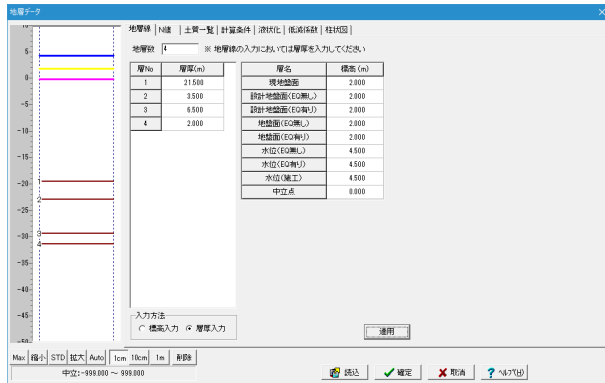 地層データ
地層線 N値 土質一覧 計算条件 液状化 低減係数 柱状図
地層数 4 ※ 地層線の入力においては層厚を入力してください
層No 層厚(m)
1 21.500
2 3.500
3 6.500
4 2.000
層名 標高(m)
現地盤面 2.000
設計地盤面(EQ無し) 2.000
設計地盤面(EQ有り) 2.000
地盤面(EQ無し) 2.000
地盤面(EQ有り) 2.000
水位(EQ無し) 4.500
水位(EQ有り) 4.500
水位(施工) 4.500
中立点 0.000
10
5
0
-5
-10
-15
-20
-25
-30
-35
-40
-45
-50
1
2
3
4
入力方法
標高入力 層厚入力
適用
Max 縮小 STD 拡大 Auto 1cm 10cm 1m 削除
中立:-999.000 ～ 999.000
読込 確定 取消 ? ヘルプ(H)